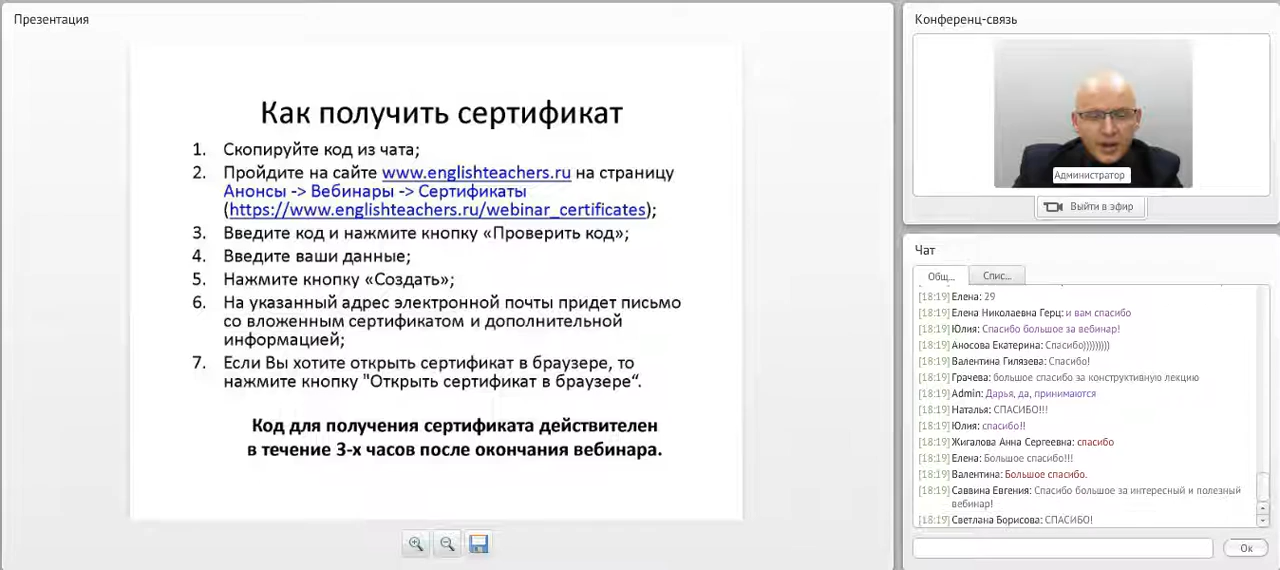 Презентация
Как получить сертификат
1. Скопируйте код из чата;
2. Пройдите на сайте www.englishteachers.ru на страницу
Анонсы -> Вебинары -> Сертификаты
(https://www.englishteachers.ru/webinar_certificates);
3. Введите код и нажмите кнопку «Проверить код»;
4. Введите ваши данные;
5. Нажмите кнопку «Создать»;
6. На указанный адрес электронной почты придет письмо
со вложенным сертификатом и дополнительной
информацией;
7. Если Вы хотите открыть сертификат в браузере, то
нажмите кнопку "Открыть сертификат в браузере“.
Код для получения сертификата действителен
в течение 3-х часов после окончания вебинара.
Конференц-связь
Администратор
Выйти в эфир
Чат
Общ...
Спис...
[18:19] Елена: 29
[18:19] Елена Николаевна Герц: и вам спасибо
[18:19] Юлия: Спасибо большое за вебинар!
[18:19] Аносова Екатерина: Спасибо)))))))))
[18:19] Валентина Гилязева: Спасибо!
[18:19] Грачева: большое спасибо за конструктивную лекцию
[18:19] Admin: Дарья, да, принимаются
[18:19] Наталья: СПАСИБО!!!
[18:19] Юлия: спасибо!!
[18:19] Жигалова Анна Сергеевна: спасибо
[18:19] Елена: Большое спасибо!!!
[18:19] Валентина: Большое спасибо.
[18:19] Саввина Евгения: Спасибо большое за интересный и полезный
вебинар!
[18:19] Светлана Борисова: СПАСИБО!
Ок